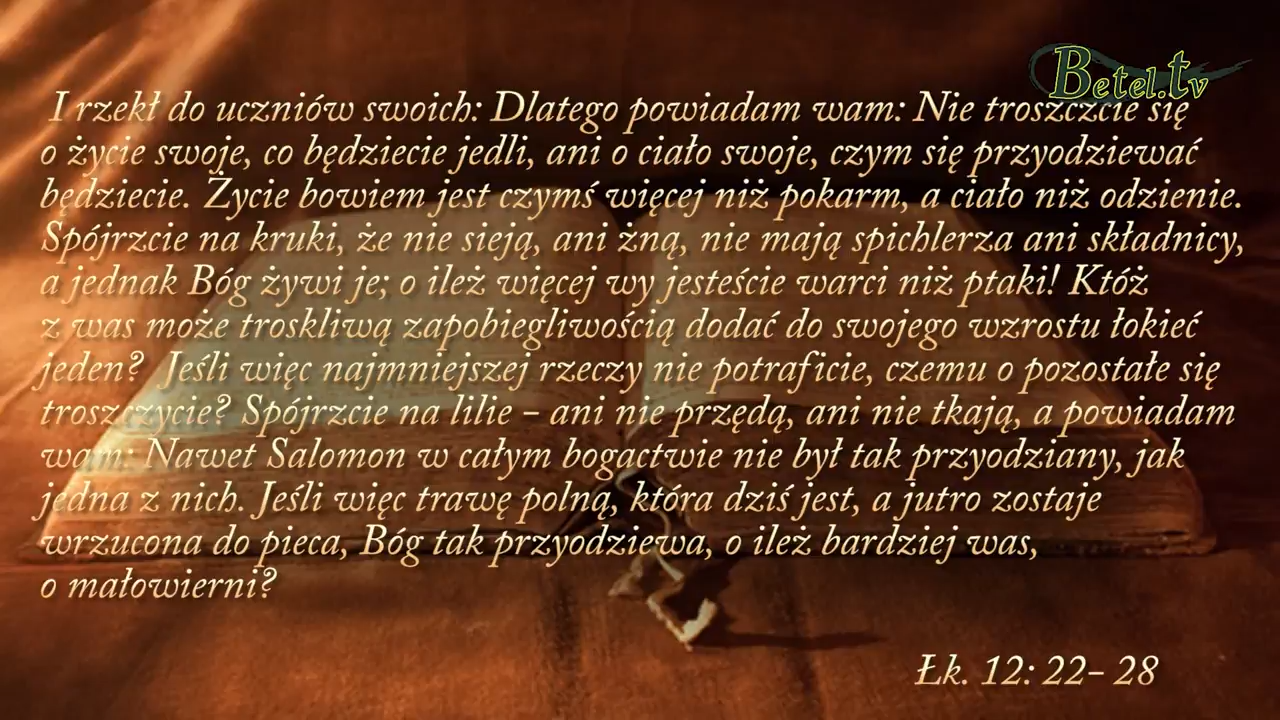 Betel.tv
I rzekł do uczniów swoich: Dlatego powiadam wam: Nie troszczcie się
o życie swoje, co będziecie jedli, ani o ciało swoje, czym się przyodziewać
będziecie. Życie bowiem jest czymś więcej niż pokarm, a ciało niż odzienie.
Spójrzcie na kruki, że nie sieją, ani żną, nie mają spichlerza ani składnicy,
a jednak Bóg żywi je; o ileż więcej wy jesteście warci niż ptaki! Któż
z was może troskliwą zapobiegliwością dodać do swojego wzrostu łokieć
jeden? Jeśli więc najmniejszej rzeczy nie potraficie, czemu o pozostałe się
troszczycie? Spójrzcie na lilie – ani nie przędą, ani nie tkają, a powiadam
wam: Nawet Salomon w całym bogactwie nie był tak przyodziany, jak
jedna z nich. Jeśli więc trawę polną, która dziś jest, a jutro zostaje
wrzucona do pieca, Bóg tak przyodziewa, o ileż bardziej was,
o małowierni?
Łk. 12: 22– 28